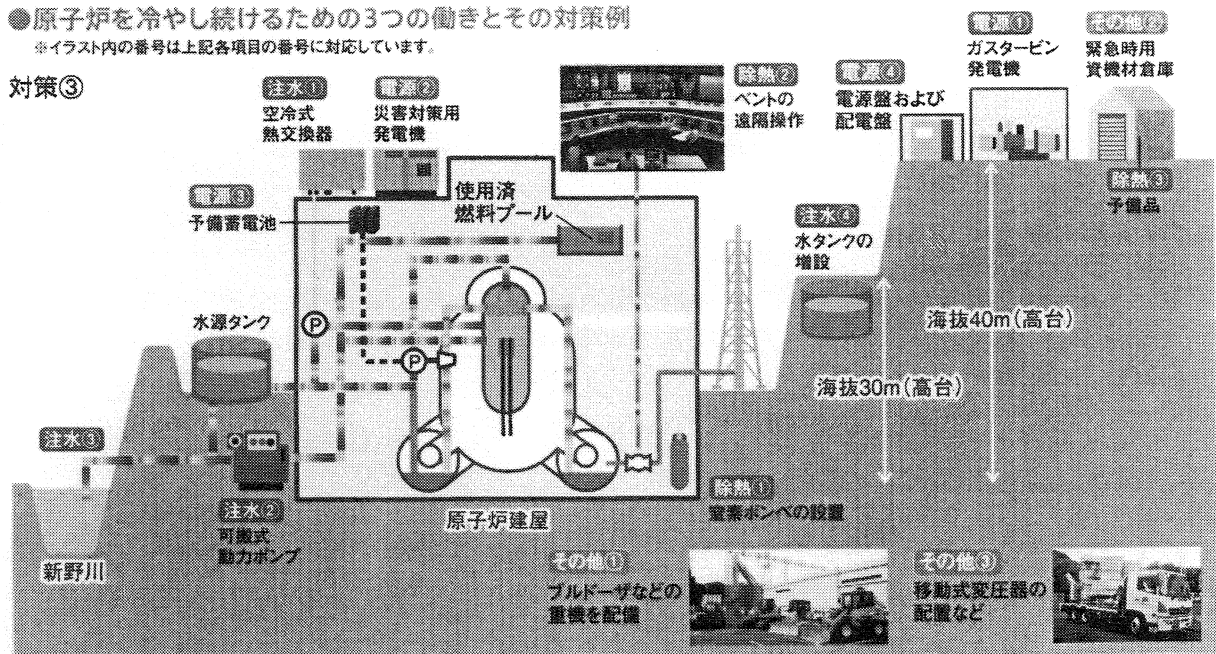 ●原子炉を冷やし続けるための3つの働きとその対策例
※イラスト内の番号は上記各項目の番号に対応しています。
対策③
注水①
空冷式
熱交換器
電源②
災害対策用
発電機
除熱②
ベントの
遠隔操作
電源④
電源盤および
配電盤
電源①
ガスタービン
発電機
その他②
緊急時用
資機材倉庫
電源③
予備蓄電池
使用済
燃料プール
注水④
水タンクの
増設
除熱③
予備品
水源タンク
P
P
海抜40m(高台)
海抜30m(高台)
注水③
注水②
可搬式
動力ポンプ
新野川
原子炉建屋
除熱①
窒素ボンベの設置
その他①
ブルドーザなどの
重機を配備
その他③
移動式変圧器の
配置など